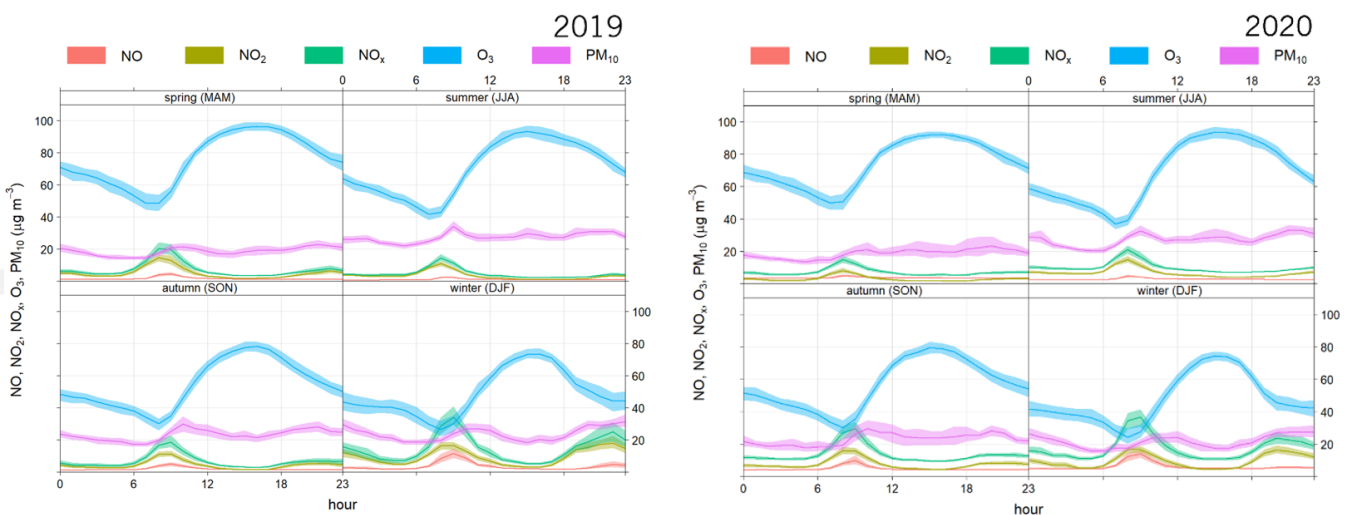 2019
NO NO₂ NOₓ O₃ PM₁₀
0 6 12 18 23
spring (MAM) summer (JJA)
100
80
60
40
20
autumn (SON) winter (DJF)
100
80
60
40
20
0 6 12 18 23
hour
NO, NO₂, NOₓ, O₃, PM₁₀ (µg m⁻³)
2020
NO NO₂ NOₓ O₃ PM₁₀
0 6 12 18 23
spring (MAM) summer (JJA)
100
80
60
40
20
autumn (SON) winter (DJF)
100
80
60
40
20
0 6 12 18 23
hour
NO, NO₂, NOₓ, O₃, PM₁₀ (µg m⁻³)